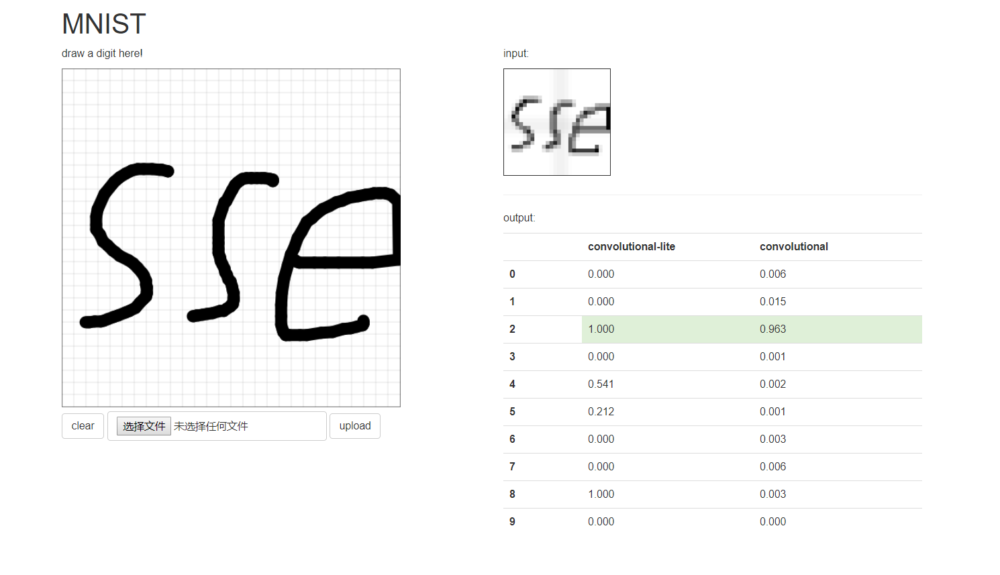 MNIST
draw a digit here!
sse
clear 选择文件 未选择任何文件 upload
input:
sse
output:
convolutional-lite convolutional
0 0.000 0.006
1 0.000 0.015
2 1.000 0.963
3 0.000 0.001
4 0.541 0.002
5 0.212 0.001
6 0.000 0.003
7 0.000 0.006
8 1.000 0.003
9 0.000 0.000